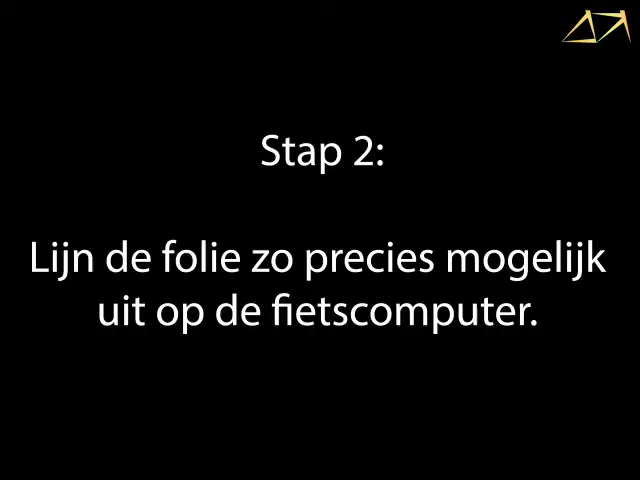 Stap 2:
Lijn de folie zo precies mogelijk
uit op de fietscomputer.